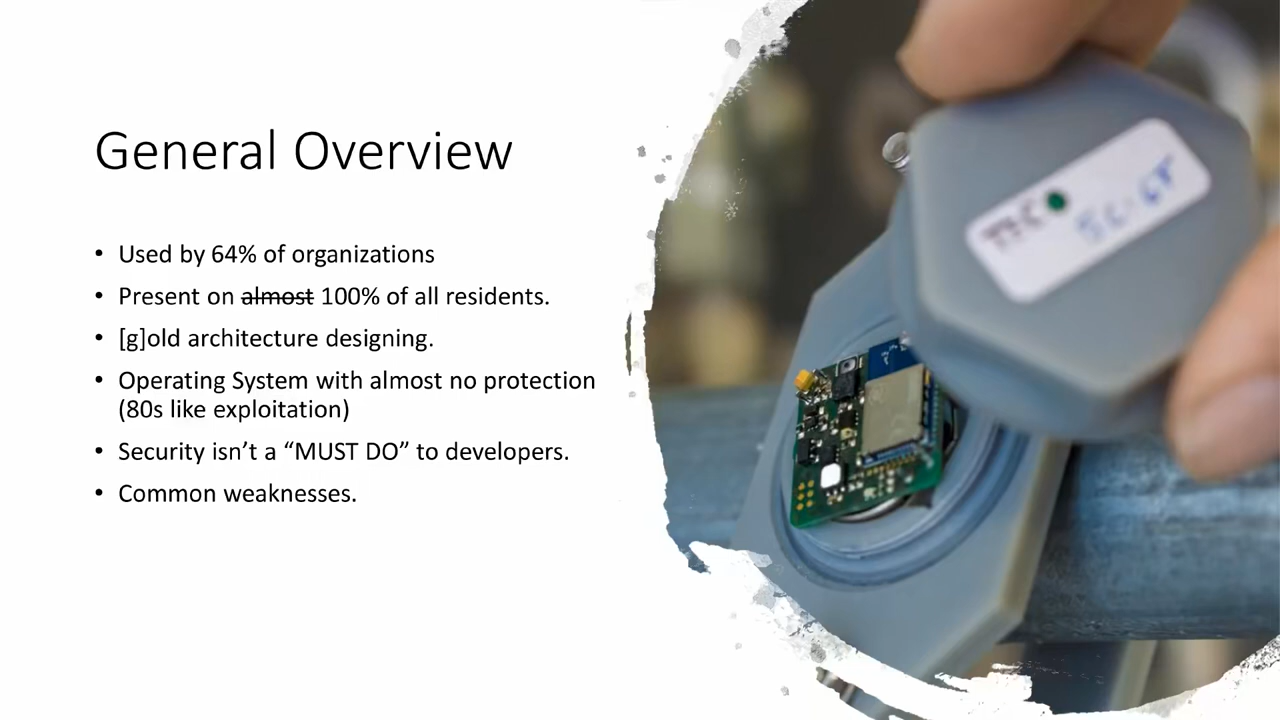 General Overview
• Used by 64% of organizations
• Present on almost 100% of all residents.
• [g]old architecture designing.
• Operating System with almost no protection
(80s like exploitation)
• Security isn’t a “MUST DO” to developers.
• Common weaknesses.